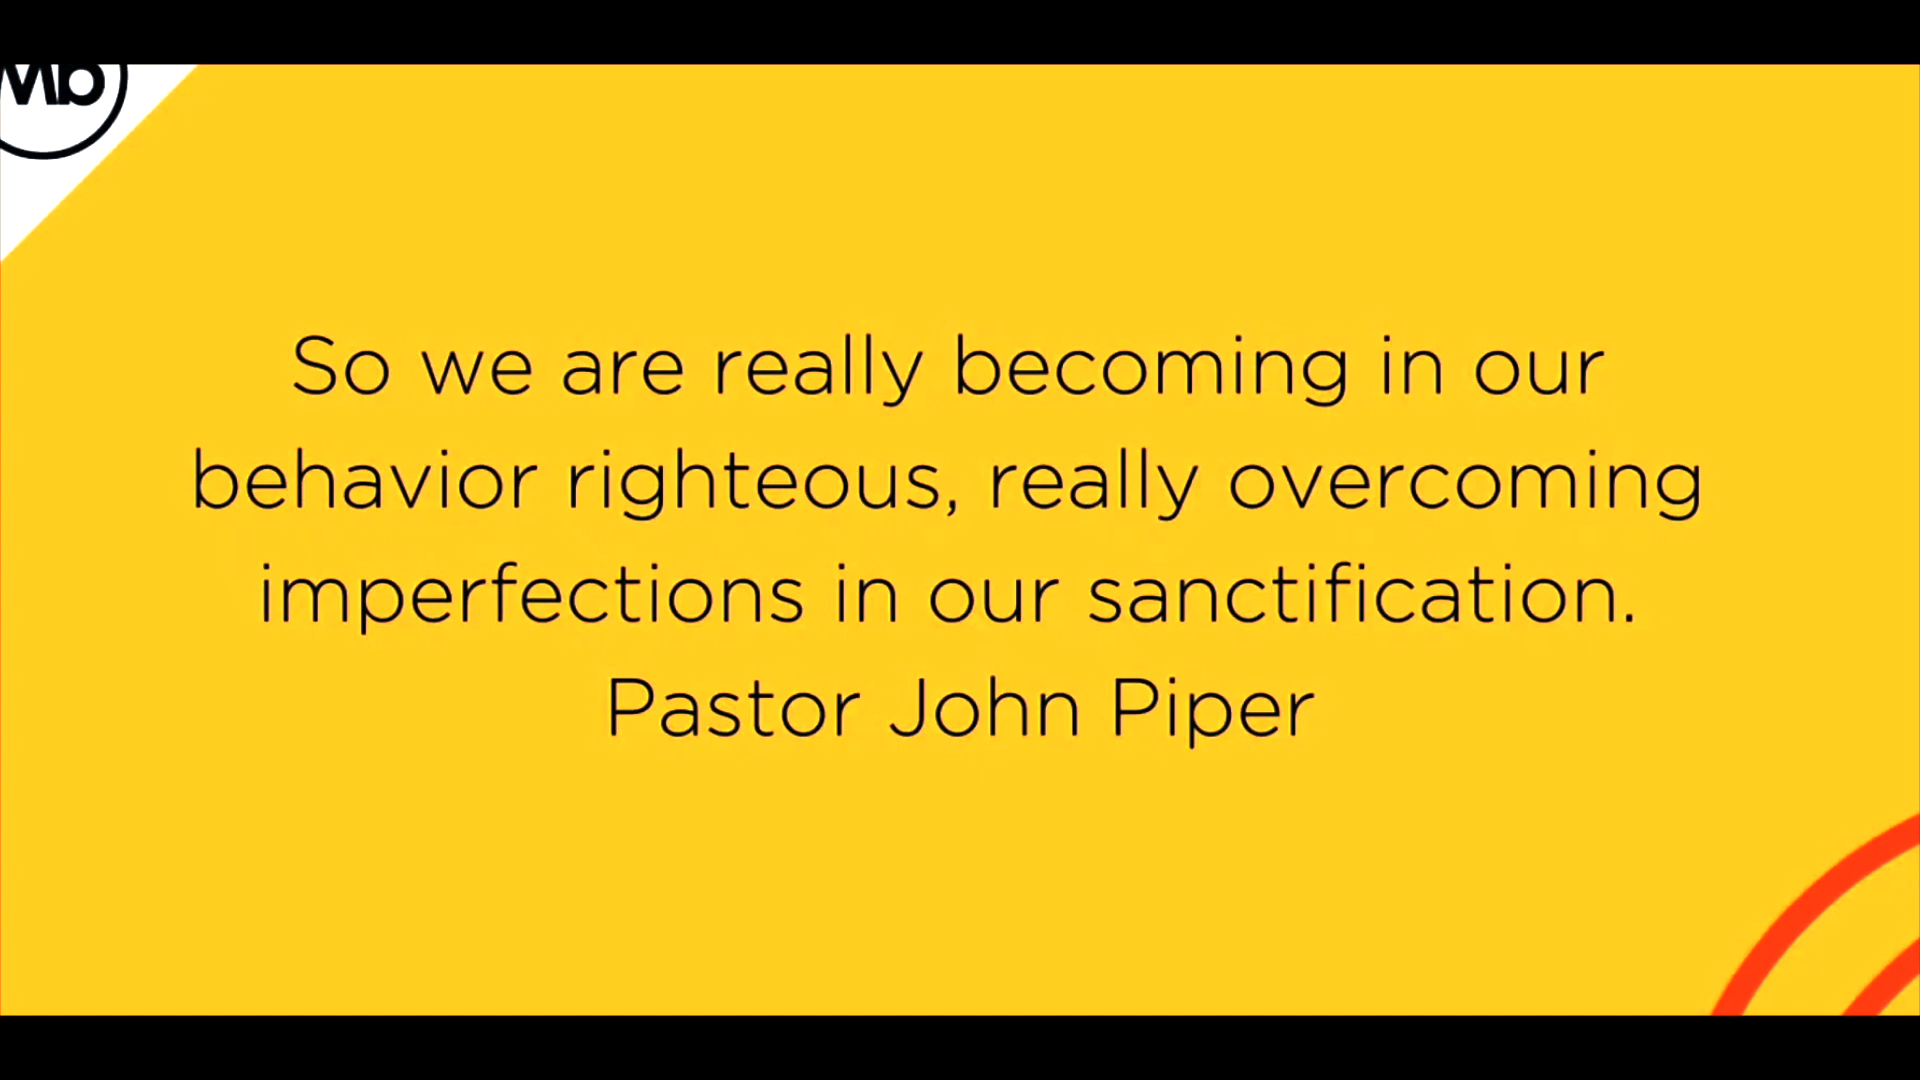 So we are really becoming in our
behavior righteous, really overcoming
imperfections in our sanctification.
Pastor John Piper